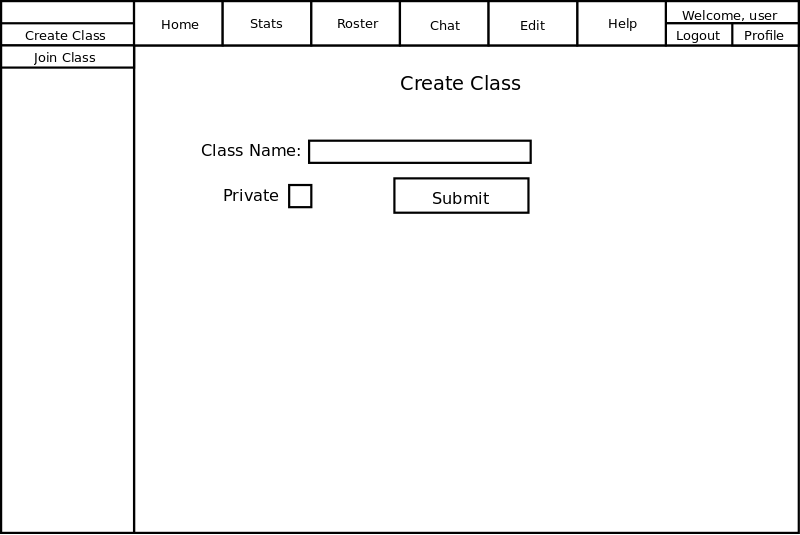 Home Stats Roster Chat Edit Help Welcome, user
Create Class Logout Profile
Join Class
Create Class
Class Name:
Private Submit